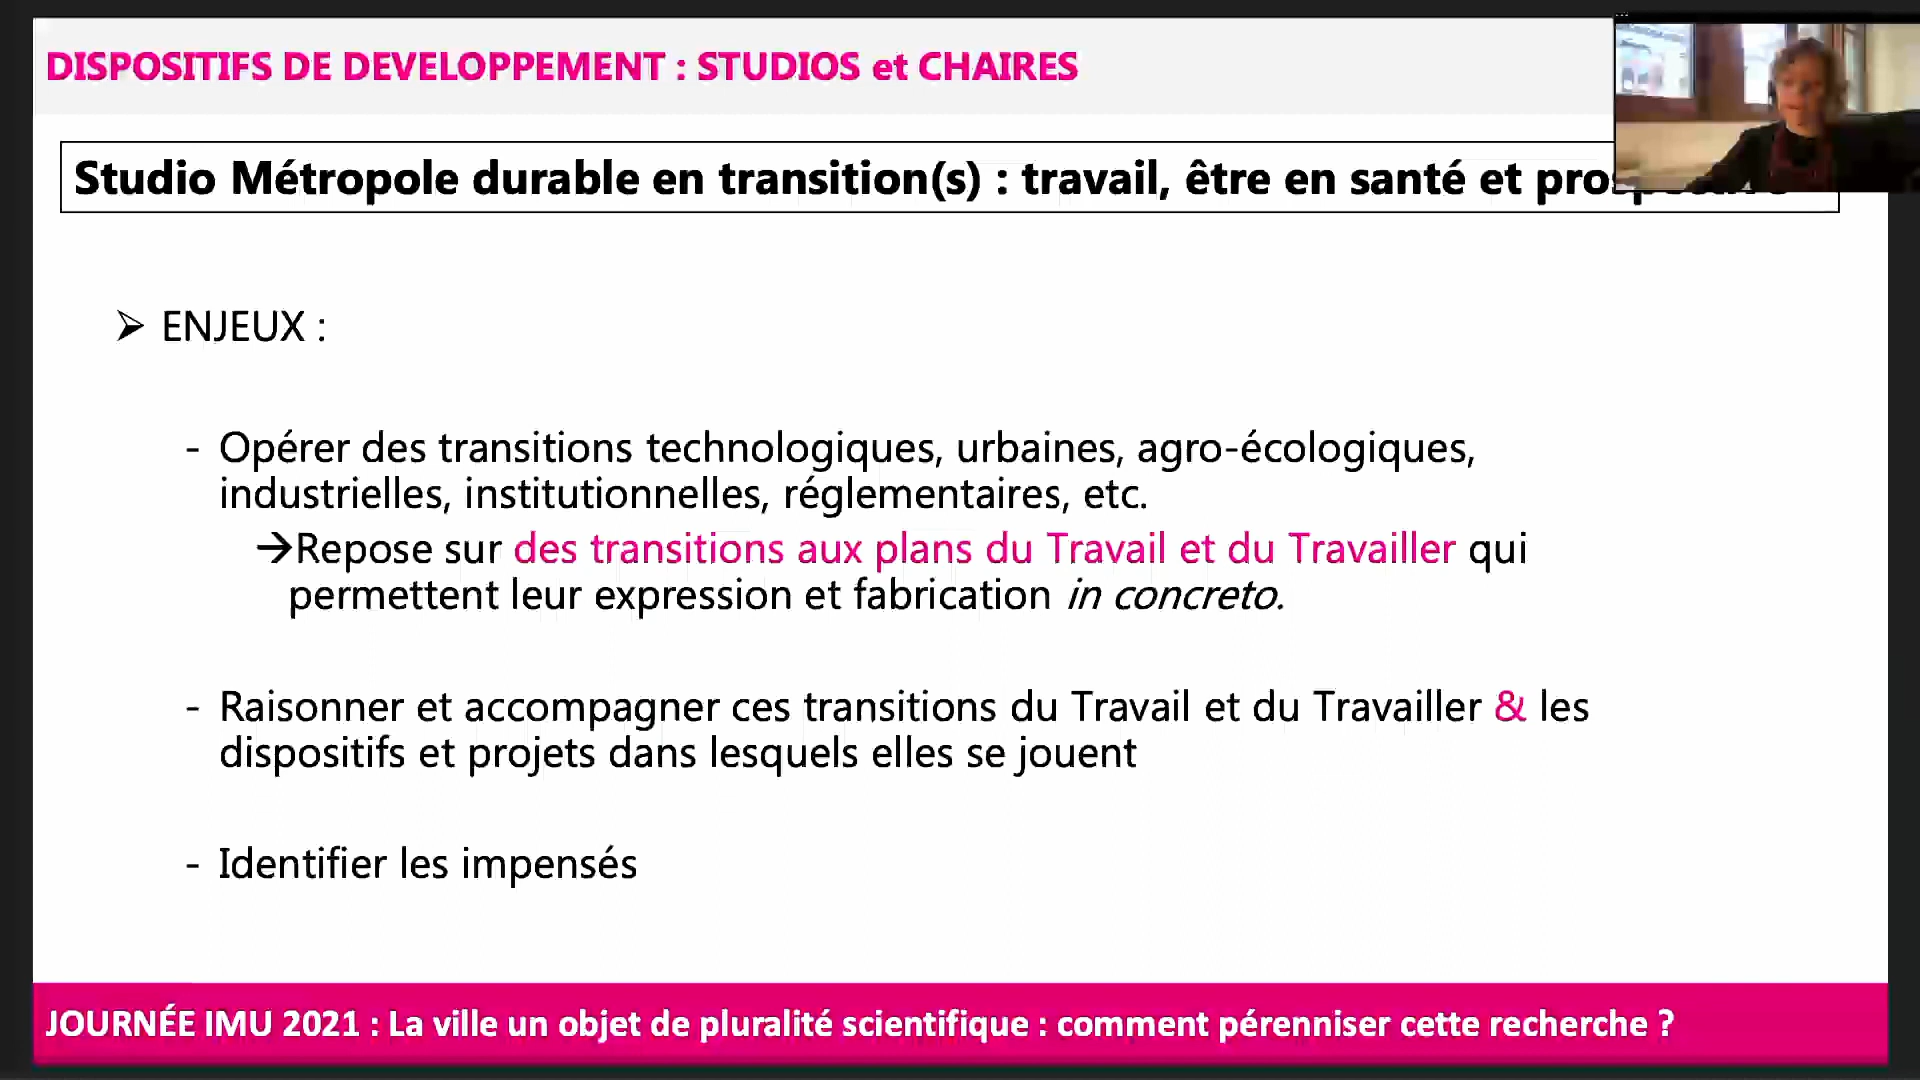 DISPOSITIFS DE DEVELOPPEMENT : STUDIOS et CHAIRES
Studio Métropole durable en transition(s) : travail, être en santé et
➢ ENJEUX :
- Opérer des transitions technologiques, urbaines, agro-écologiques,
industrielles, institutionnelles, réglementaires, etc.
→Repose sur des transitions aux plans du Travail et du Travailler qui
permettent leur expression et fabrication in concreto.
- Raisonner et accompagner ces transitions du Travail et du Travailler & les
dispositifs et projets dans lesquels elles se jouent
- Identifier les impensés
JOURNÉE IMU 2021 : La ville un objet de pluralité scientifique : comment pérenniser cette recherche ?